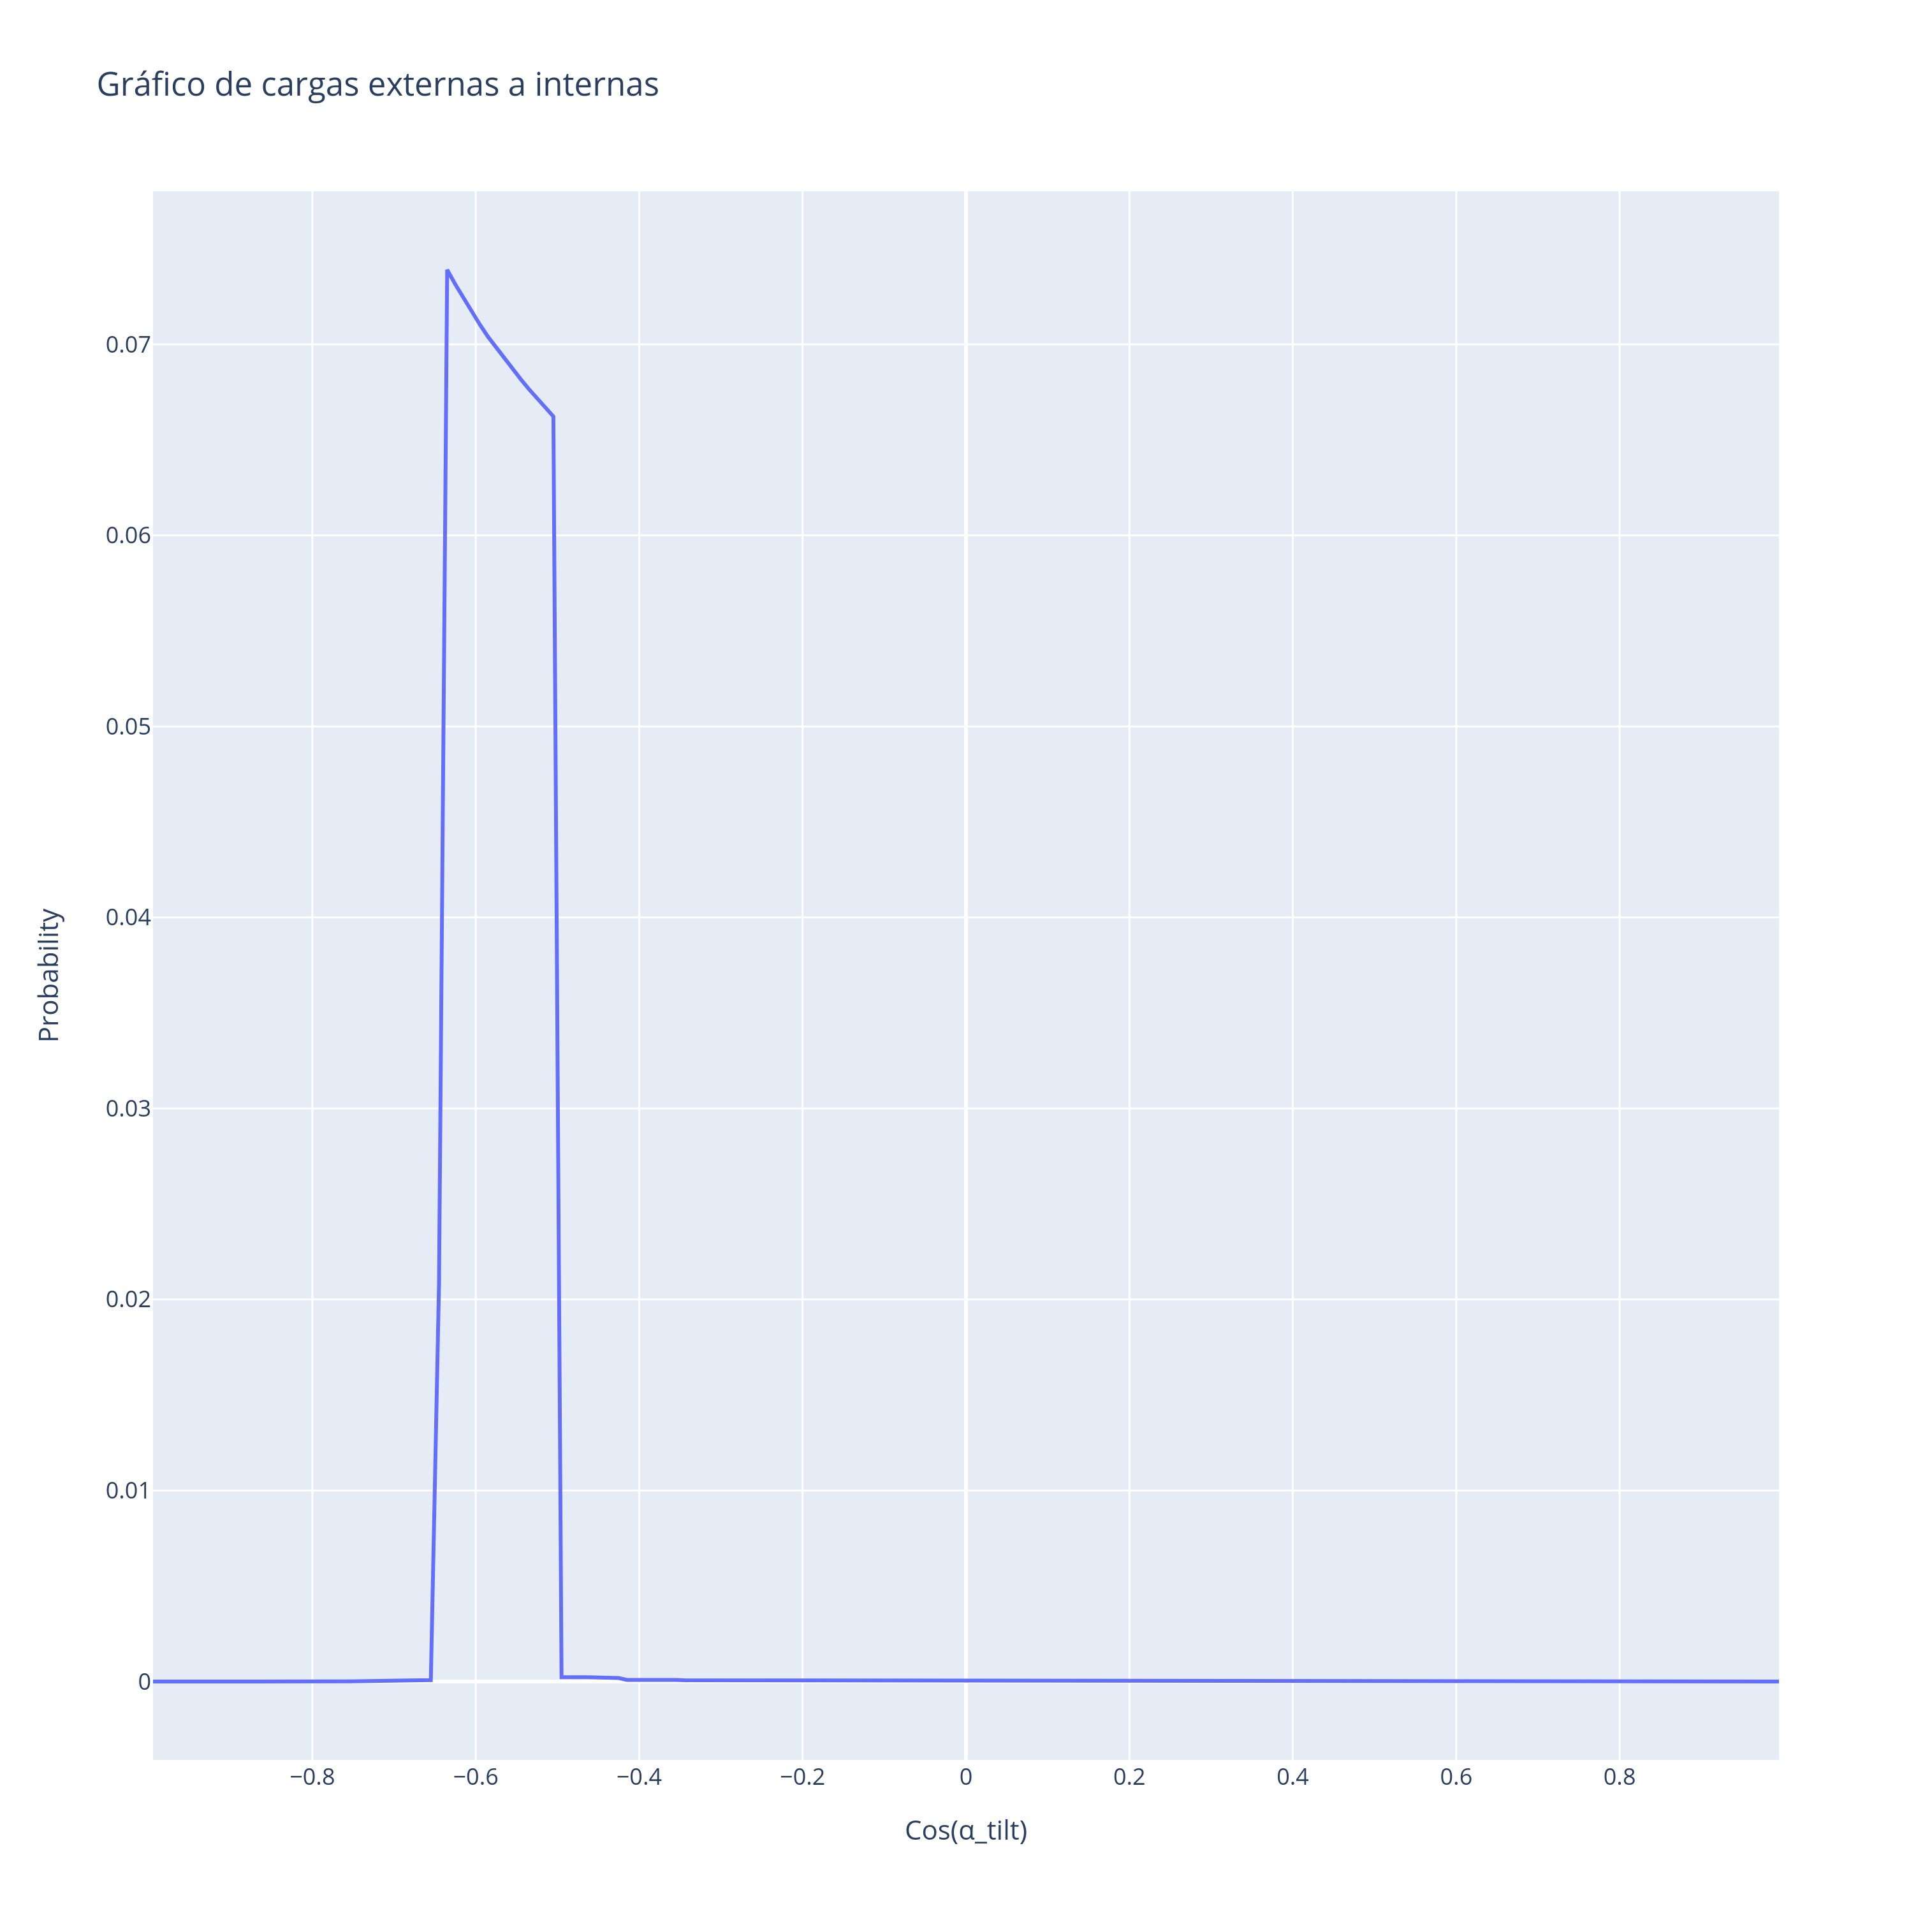 Gráfico de cargas externas a internas
Probability
0.07
0.06
0.05
0.04
0.03
0.02
0.01
0
−0.8 −0.6 −0.4 −0.2 0 0.2 0.4 0.6 0.8
Cos(α_tilt)